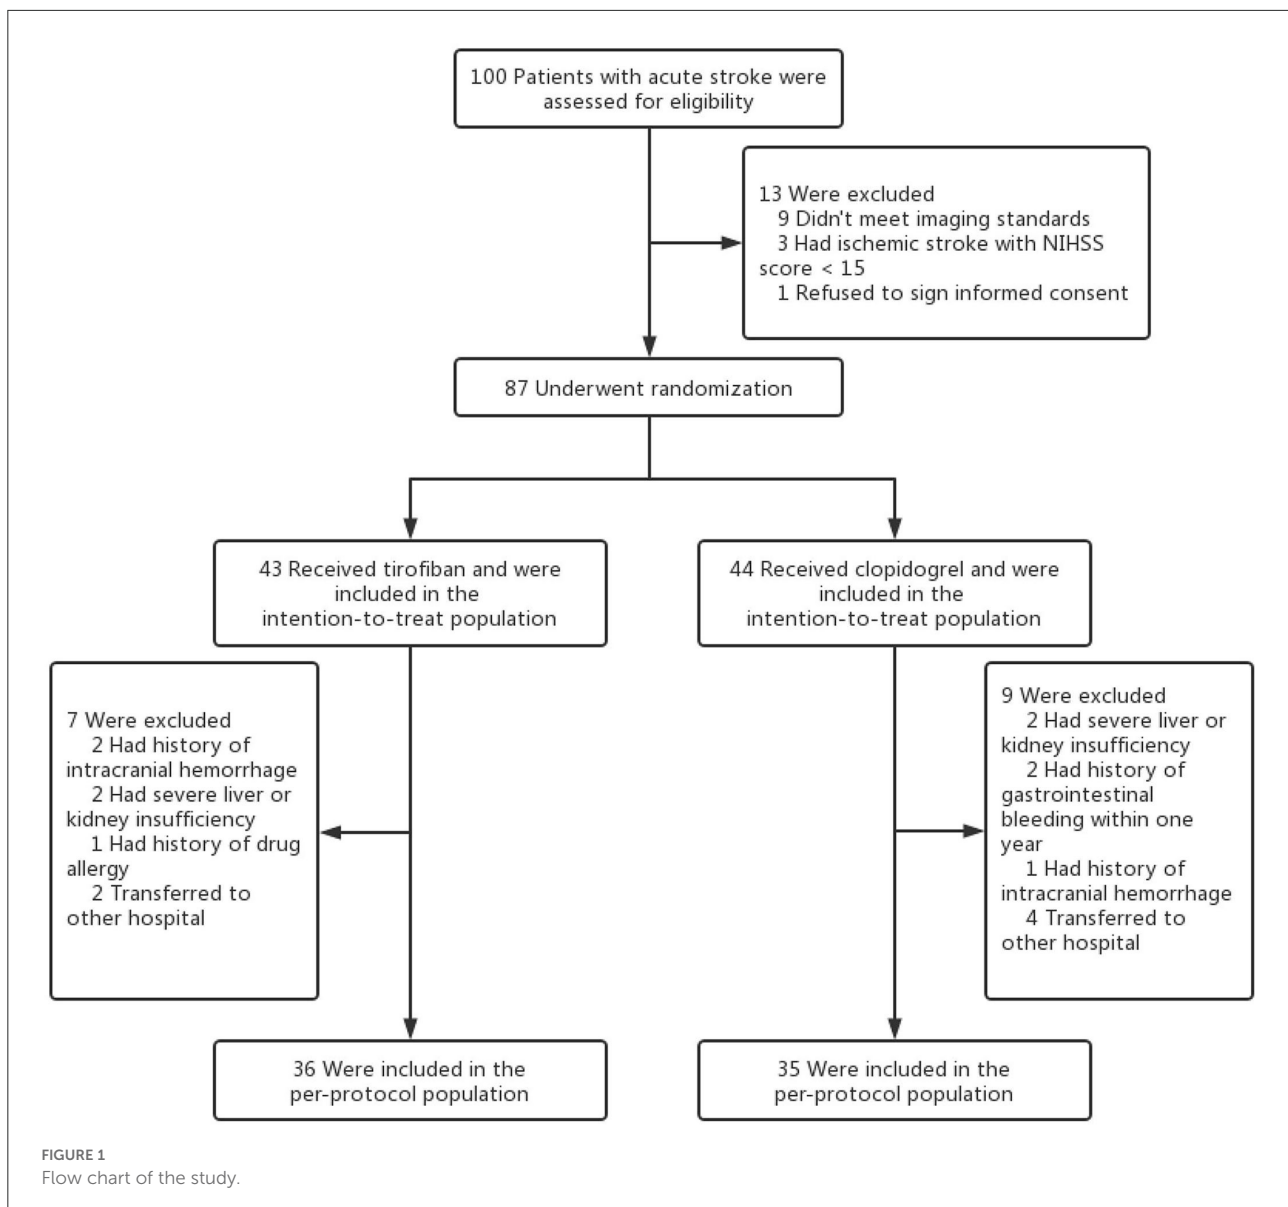 100 Patients with acute stroke were
assessed for eligibility
13 Were excluded
9 Didn't meet imaging standards
3 Had ischemic stroke with NIHSS
score < 15
1 Refused to sign informed consent
87 Underwent randomization
43 Received tirofiban and were
included in the
intention-to-treat population
44 Received clopidogrel and were
included in the
intention-to-treat population
7 Were excluded
2 Had history of
intracranial hemorrhage
2 Had severe liver or
kidney insufficiency
1 Had history of drug
allergy
2 Transferred to
other hospital
9 Were excluded
2 Had severe liver or
kidney insufficiency
2 Had history of
gastrointestinal
bleeding within one
year
1 Had history of
intracranial hemorrhage
4 Transferred to
other hospital
36 Were included in the
per-protocol population
35 Were included in the
per-protocol population
FIGURE 1
Flow chart of the study.